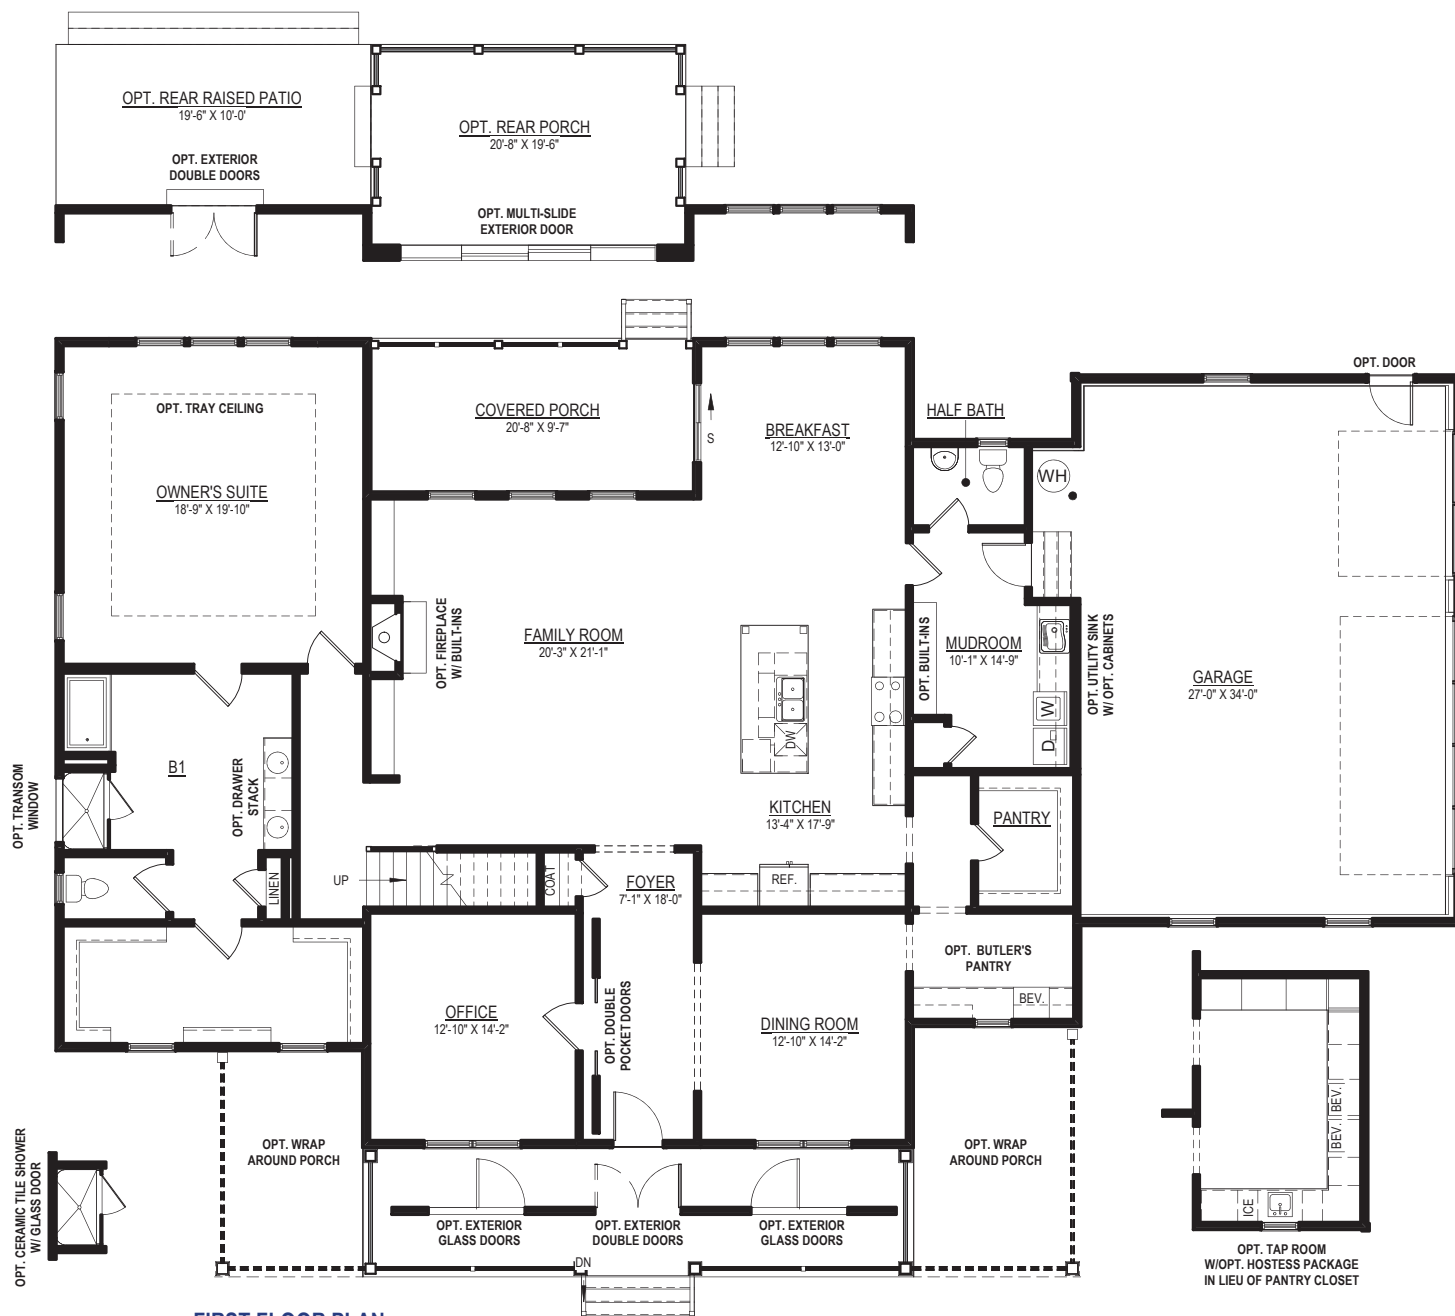 OPT. REAR RAISED PATIO
19'-6" X 10'-0'
OPT. EXTERIOR
DOUBLE DOORS
OPT. REAR PORCH
20'-8" X 19'-6"
OPT. MULTI-SLIDE
EXTERIOR DOOR
OPT. TRAY CEILING
OWNER'S SUITE
18'-9" X 19'-10"
COVERED PORCH
20'-8" X 9'-7"
S
BREAKFAST
12'-10" X 13'-0"
HALF BATH
OPT. DOOR
WH
OPT. FIREPLACE
W/ BUILT-INS
FAMILY ROOM
20'-3" X 21'-1"
OPT. BUILT-INS
MUDROOM
10'-1" X 14'-9"
W
D
OPT. UTILITY SINK
W/ OPT. CABINETS
GARAGE
27'-0" X 34'-0"
DW
OPT. TRANSOM
WINDOW
B1
OPT. DRAWER
STACK
KITCHEN
13'-4" X 17'-9"
PANTRY
UP
LINEN
COAT
FOYER
7'-1" X 18'-0"
REF.
OPT. BUTLER'S
PANTRY
BEV.
OFFICE
12'-10" X 14'-2"
OPT. DOUBLE
POCKET DOORS
DINING ROOM
12'-10" X 14'-2"
OPT. CERAMIC TILE SHOWER
W/ GLASS DOOR
OPT. WRAP
AROUND PORCH
OPT. WRAP
AROUND PORCH
OPT. EXTERIOR
GLASS DOORS
OPT. EXTERIOR
DOUBLE DOORS
OPT. EXTERIOR
GLASS DOORS
DN
BEV.
BEV.
ICE
OPT. TAP ROOM
W/OPT. HOSTESS PACKAGE
IN LIEU OF PANTRY CLOSET
FIRST FLOOR PLAN